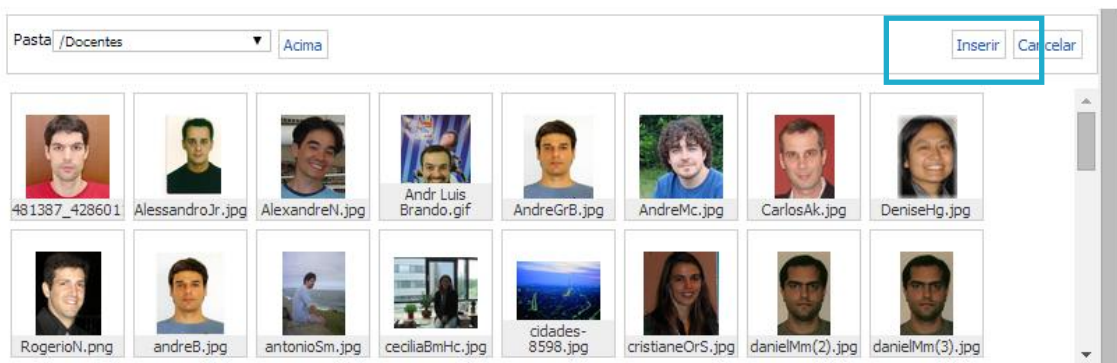 Pasta /Docentes Acima Inserir Cancelar
481387_428601 AlessandroJr.jpg AlexandreN.jpg Andr Luis Brando.gif AndreGrB.jpg AndreMc.jpg CarlosAk.jpg DeniseHg.jpg
RogerioN.png andreB.jpg antonioSm.jpg ceciliaBmHc.jpg cidades-8598.jpg cristianeOrS.jpg danielMm(2).jpg danielMm(3).jpg